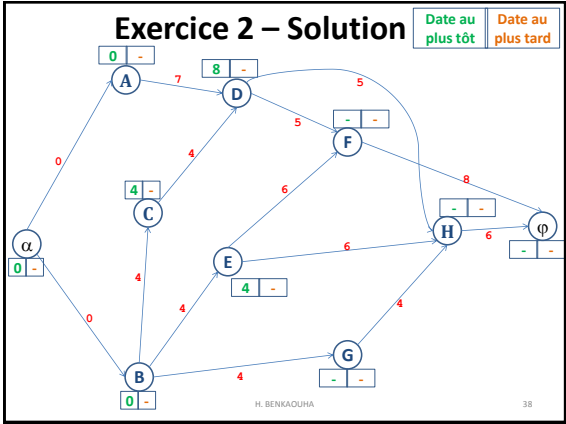 Exercice 2 – Solution
Date au plus tôt
Date au plus tard
0 -
A
7
8 -
D
5
5
- -
F
0
4
4 -
C
6
8
- -
H
6
φ
- -
α
0 -
E
6
4 -
4
4
4
0
G
- -
4
B
0 -
H. BENKAOUHA
38